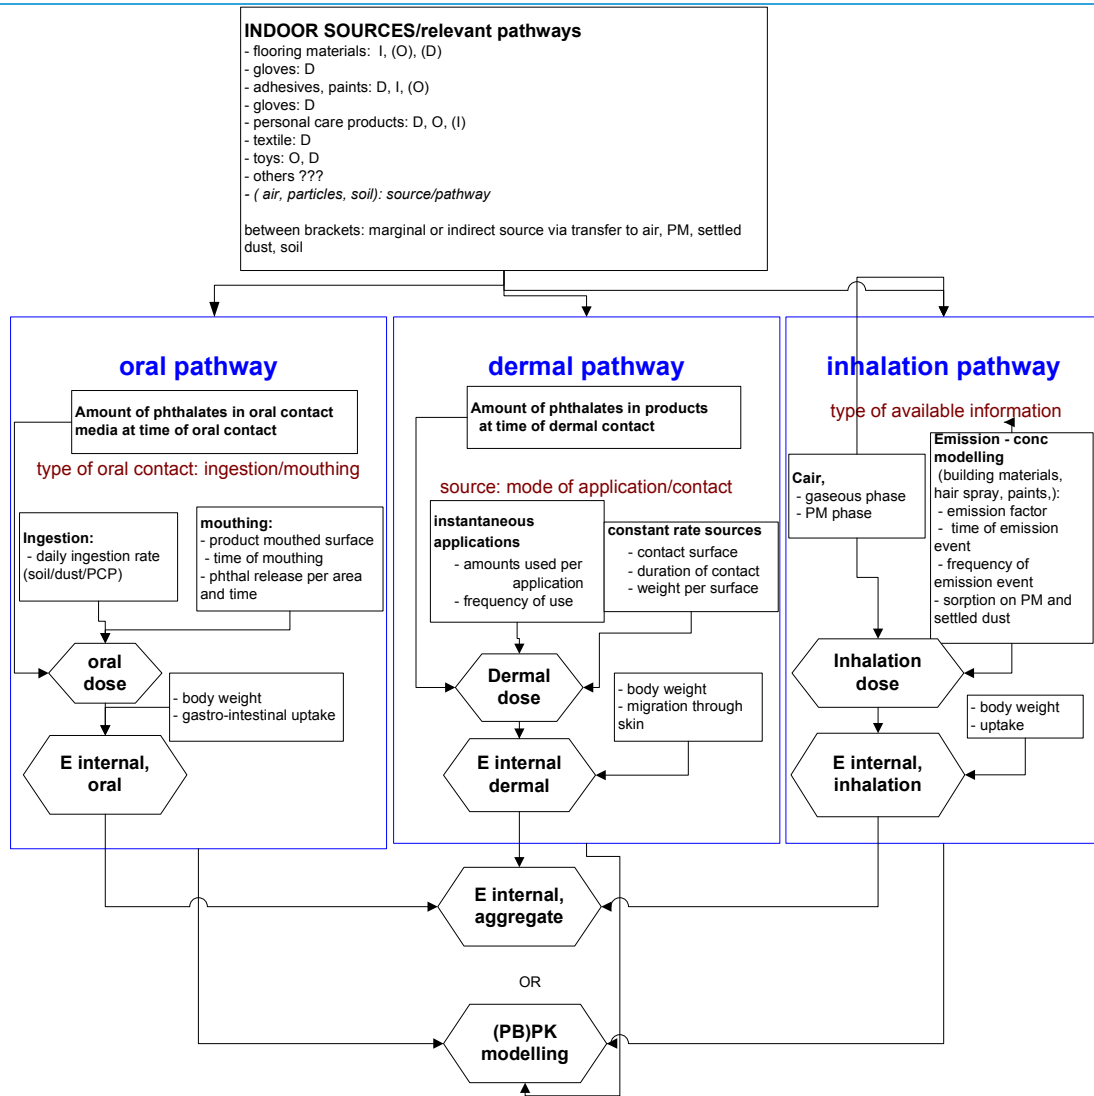 INDOOR SOURCES/relevant pathways
- flooring materials:  I, (O), (D)
- gloves: D
- adhesives, paints: D, I, (O)
- gloves: D
- personal care products: D, O, (I)
- textile: D
- toys: O, D
- others ???
- ( air, particles, soil): source/pathway
between brackets: marginal or indirect source via transfer to air, PM, settled
dust, soil
oral pathway
Amount of phthalates in oral contact
media at time of oral contact
type of oral contact: ingestion/mouthing
Ingestion:
- daily ingestion rate
(soil/dust/PCP)
mouthing:
- product mouthed surface
- time of mouthing
- phthal release per area
and time
oral
dose
- body weight
- gastro-intestinal uptake
E internal,
oral
dermal pathway
Amount of phthalates in products
at time of dermal contact
source: mode of application/contact
instantaneous
applications
- amounts used per
application
- frequency of use
constant rate sources
- contact surface
- duration of contact
- weight per surface
Dermal
dose
- body weight
- migration through
skin
E internal
dermal
inhalation pathway
type of available information
Cair,
- gaseous phase
- PM phase
Emission - conc
modelling
(building materials,
hair spray, paints,):
- emission factor
- time of emission
event
- frequency of
emission event
- sorption on PM and
settled dust
Inhalation
dose
- body weight
- uptake
E internal,
inhalation
E internal,
aggregate
OR
(PB)PK
modelling